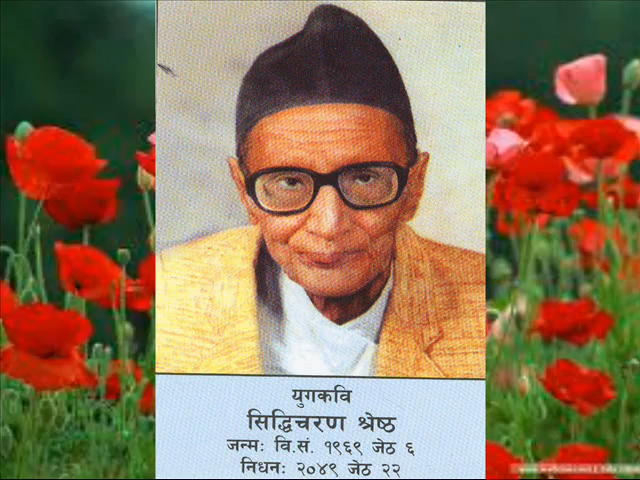 युगकवि
सिद्धिचरण श्रेष्ठ
जन्मः वि.सं. १९६९ जेठ ६
निधनः २०४९ जेठ २२